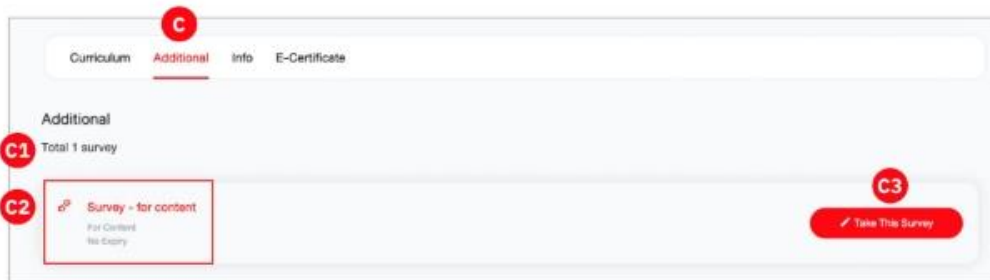 C
Curriculum Additional Info E-Certificate
Additional
C1 Total 1 survey
C3
C2 Survey - for content
For Content
No Expiry
Take This Survey